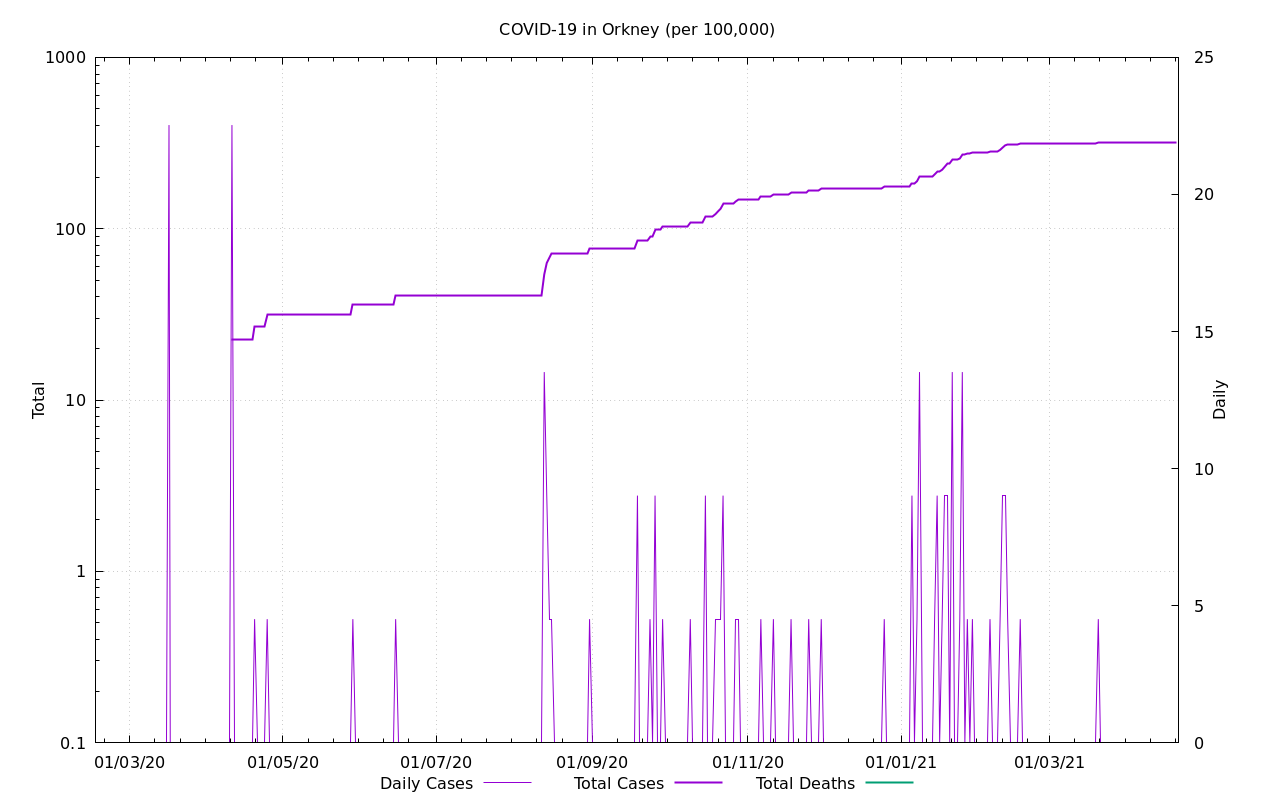 COVID-19 in Orkney (per 100,000)
1000
100
10
1
0.1
Total
25
20
15
10
5
0
Daily
01/03/20 01/05/20 01/07/20 01/09/20 01/11/20 01/01/21 01/03/21
Daily Cases Total Cases Total Deaths